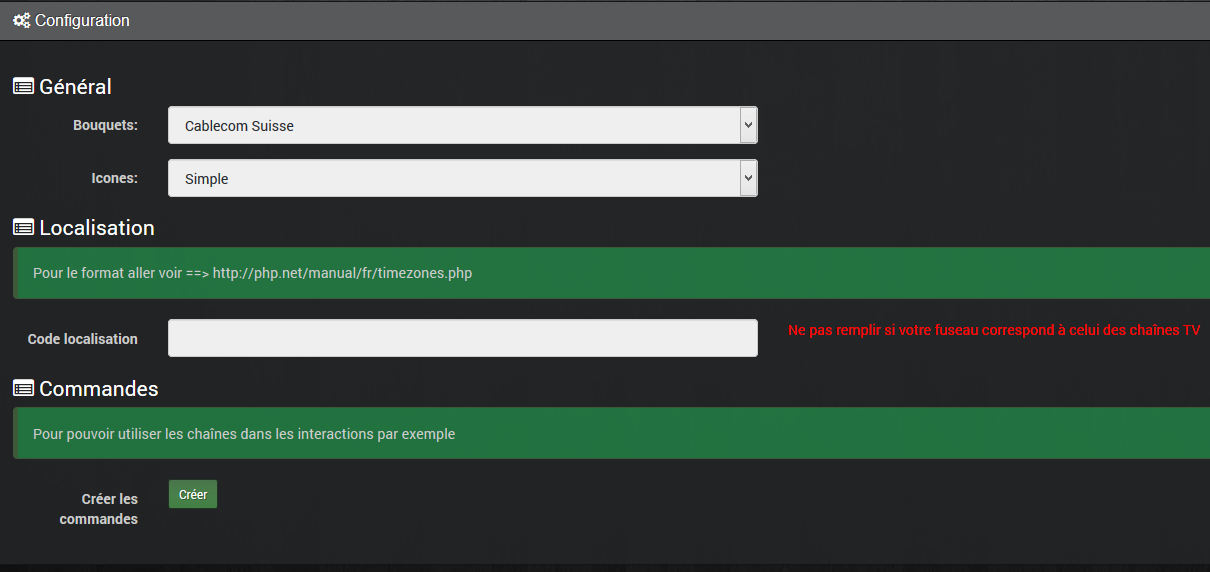 Configuration
Général
Bouquets:
Cablecom Suisse
Icones:
Simple
Localisation
Pour le format aller voir ==> http://php.net/manual/fr/timezones.php
Code localisation
Ne pas remplir si votre fuseau correspond à celui des chaînes TV
Commandes
Pour pouvoir utiliser les chaînes dans les interactions par exemple
Créer les
commandes
Créer